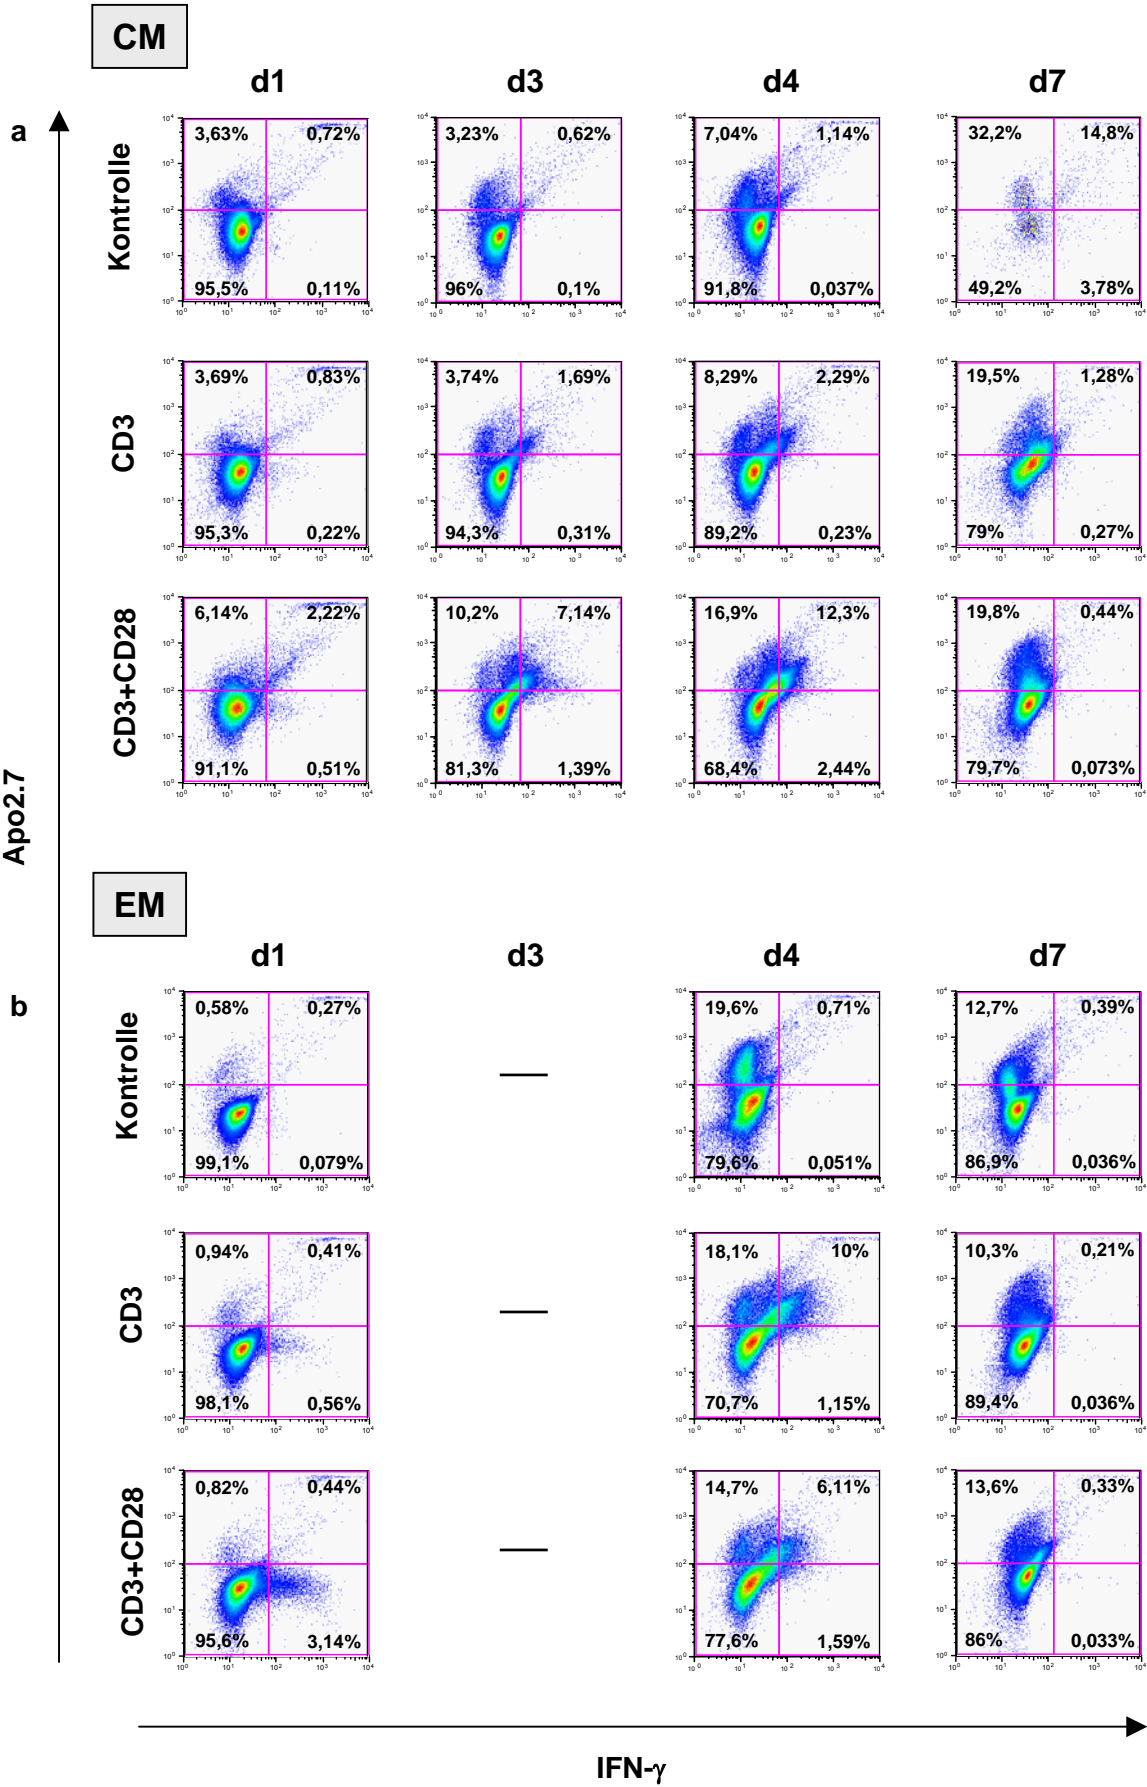 CM
d1 d3 d4 d7
a
Kontrolle
3,63% 0,72% 3,23% 0,62% 7,04% 1,14% 32,2% 14,8%
95,5% 0,11% 96% 0,1% 91,8% 0,037% 49,2% 3,78%
CD3
3,69% 0,83% 3,74% 1,69% 8,29% 2,29% 19,5% 1,28%
95,3% 0,22% 94,3% 0,31% 89,2% 0,23% 79% 0,27%
CD3+CD28
6,14% 2,22% 10,2% 7,14% 16,9% 12,3% 19,8% 0,44%
91,1% 0,51% 81,3% 1,39% 68,4% 2,44% 79,7% 0,073%
Apo2.7
EM
d1 d3 d4 d7
b
Kontrolle
0,58% 0,27% — 19,6% 0,71% 12,7% 0,39%
99,1% 0,079% 79,6% 0,051% 86,9% 0,036%
CD3
0,94% 0,41% — 18,1% 10% 10,3% 0,21%
98,1% 0,56% 70,7% 1,15% 89,4% 0,036%
CD3+CD28
0,82% 0,44% — 14,7% 6,11% 13,6% 0,33%
95,6% 3,14% 77,6% 1,59% 86% 0,033%
IFN-γ